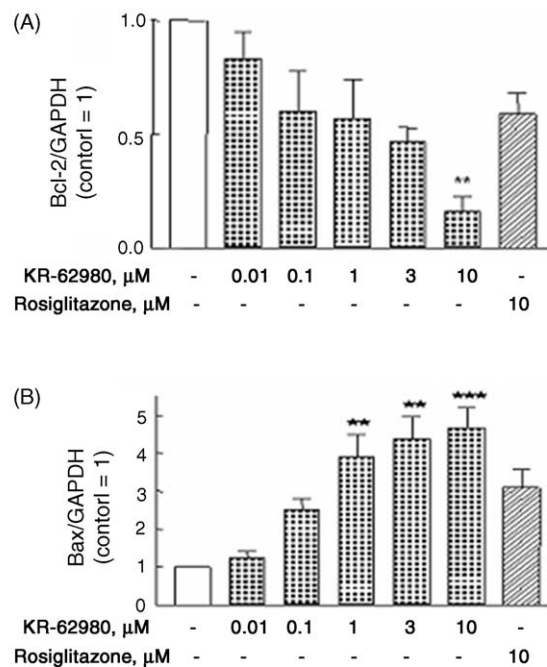 (A)
Bcl-2/GAPDH
(contorl = 1)
1.0
0.5
0.0
**
KR-62980, μM - 0.01 0.1 1 3 10 -
Rosiglitazone, μM - - - - - - 10
(B)
Bax/GAPDH
(contorl = 1)
5
4
3
2
1
0
** ** ***
KR-62980, μM - 0.01 0.1 1 3 10 -
Rosiglitazone, μM - - - - - - 10